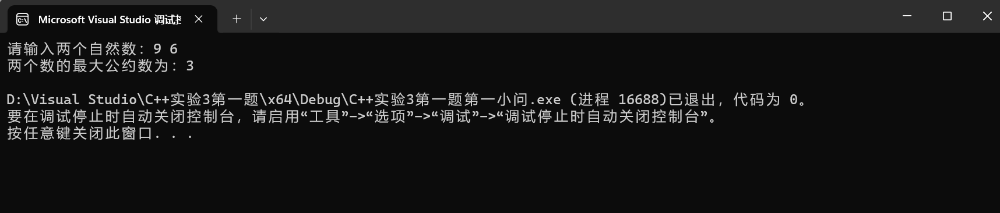 Microsoft Visual Studio 调试
请输入两个自然数：9 6
两个数的最大公约数为：3
D:\Visual Studio\C++实验3第一题\x64\Debug\C++实验3第一题第一小问.exe (进程 16688)已退出，代码为 0。
要在调试停止时自动关闭控制台，请启用“工具”->“选项”->“调试”->“调试停止时自动关闭控制台”。
按任意键关闭此窗口. . .